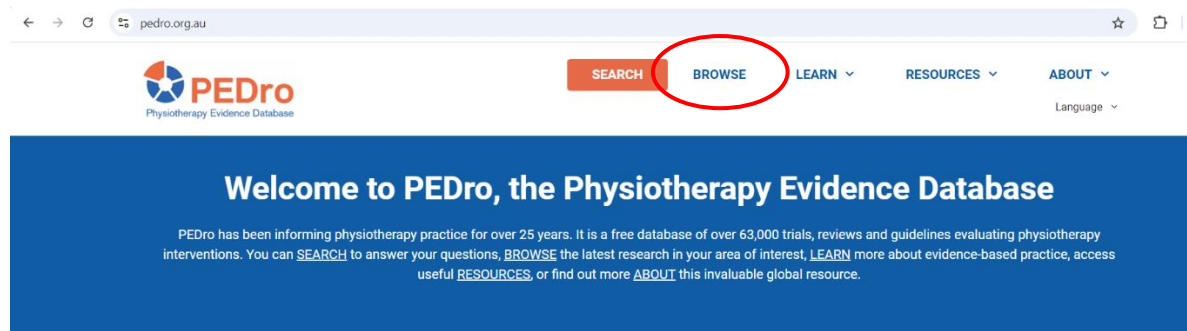 pedro.org.au
PEDro
Physiotherapy Evidence Database
SEARCH BROWSE LEARN RESOURCES ABOUT
Language
Welcome to PEDro, the Physiotherapy Evidence Database
PEDro has been informing physiotherapy practice for over 25 years. It is a free database of over 63,000 trials, reviews and guidelines evaluating physiotherapy
interventions. You can SEARCH to answer your questions, BROWSE the latest research in your area of interest, LEARN more about evidence-based practice, access
useful RESOURCES, or find out more ABOUT this invaluable global resource.